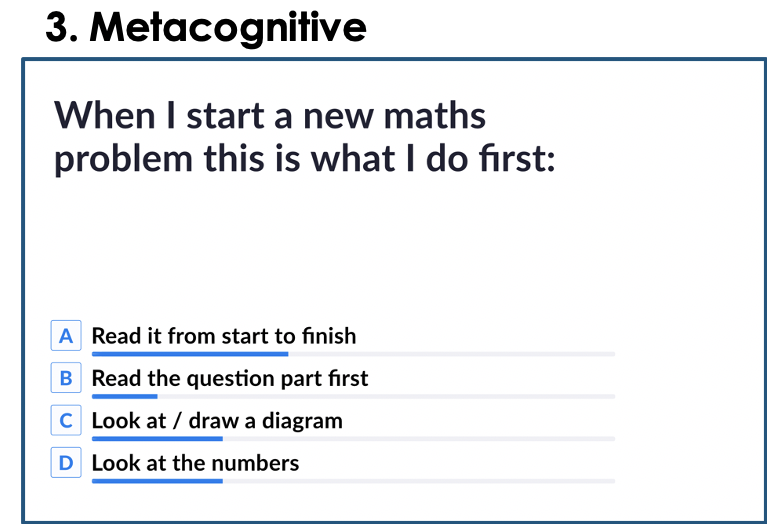 3. Metacognitive
When I start a new maths
problem this is what I do first:
A Read it from start to finish
B Read the question part first
C Look at / draw a diagram
D Look at the numbers